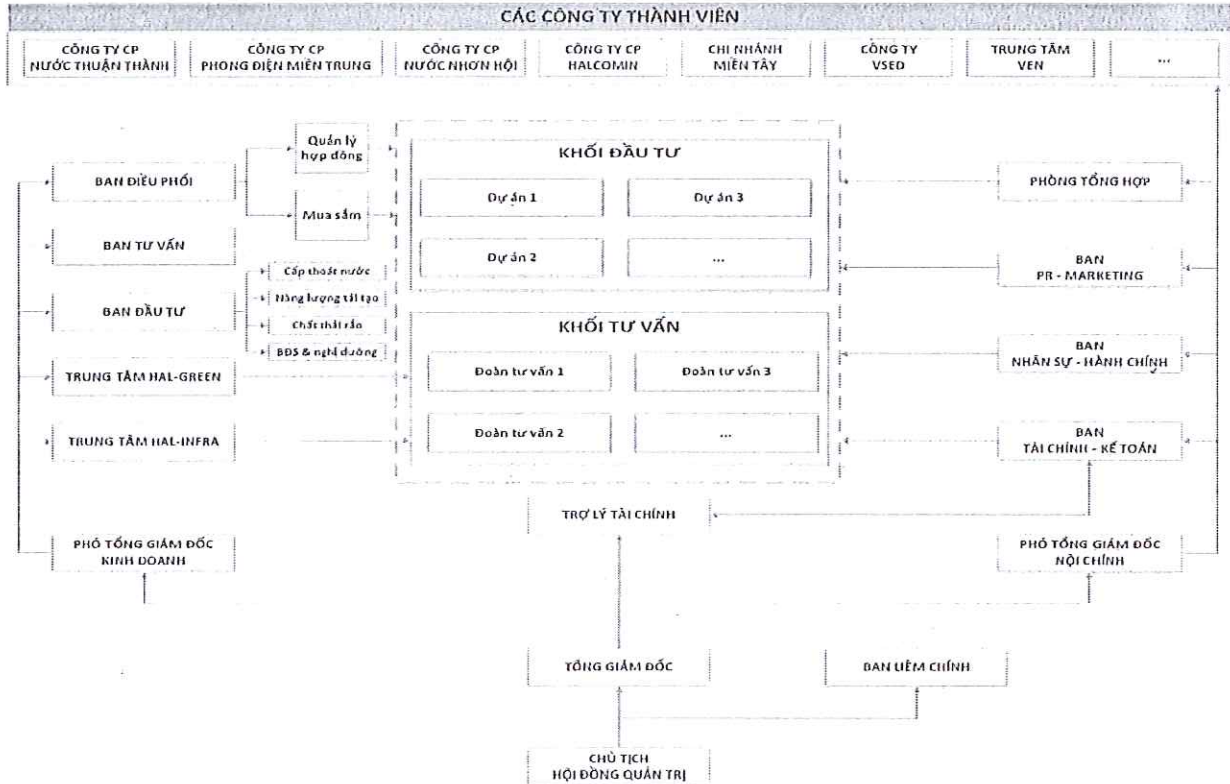 CÁC CÔNG TY THÀNH VIÊN
CÔNG TY CP
NƯỚC THUẬN THÀNH
CÔNG TY CP
PHONG ĐIỆN MIỀN TRUNG
CÔNG TY CP
NƯỚC NHƠN HỘI
CÔNG TY CP
HALCOMIN
CHI NHÁNH
MIỀN TÂY
CÔNG TY
VSED
TRUNG TÂM
VEN
...
BAN ĐIỀU PHỐI
Quản lý
hợp đồng
Mua sắm
BAN TƯ VẤN
BAN ĐẦU TƯ
Cấp thoát nước
Năng lượng tái tạo
Chất thải rắn
BĐS & nghỉ dưỡng
TRUNG TÂM HAL-GREEN
TRUNG TÂM HAL-INFRA
KHỐI ĐẦU TƯ
Dự án 1
Dự án 3
Dự án 2
...
KHỐI TƯ VẤN
Đoàn tư vấn 1
Đoàn tư vấn 3
Đoàn tư vấn 2
...
PHÒNG TỔNG HỢP
BAN
PR - MARKETING
BAN
NHÂN SỰ - HÀNH CHÍNH
BAN
TÀI CHÍNH - KẾ TOÁN
TRỢ LÝ TÀI CHÍNH
PHÓ TỔNG GIÁM ĐỐC
KINH DOANH
PHÓ TỔNG GIÁM ĐỐC
NỘI CHÍNH
TỔNG GIÁM ĐỐC
BAN LIÊM CHÍNH
CHỦ TỊCH
HỘI ĐỒNG QUẢN TRỊ